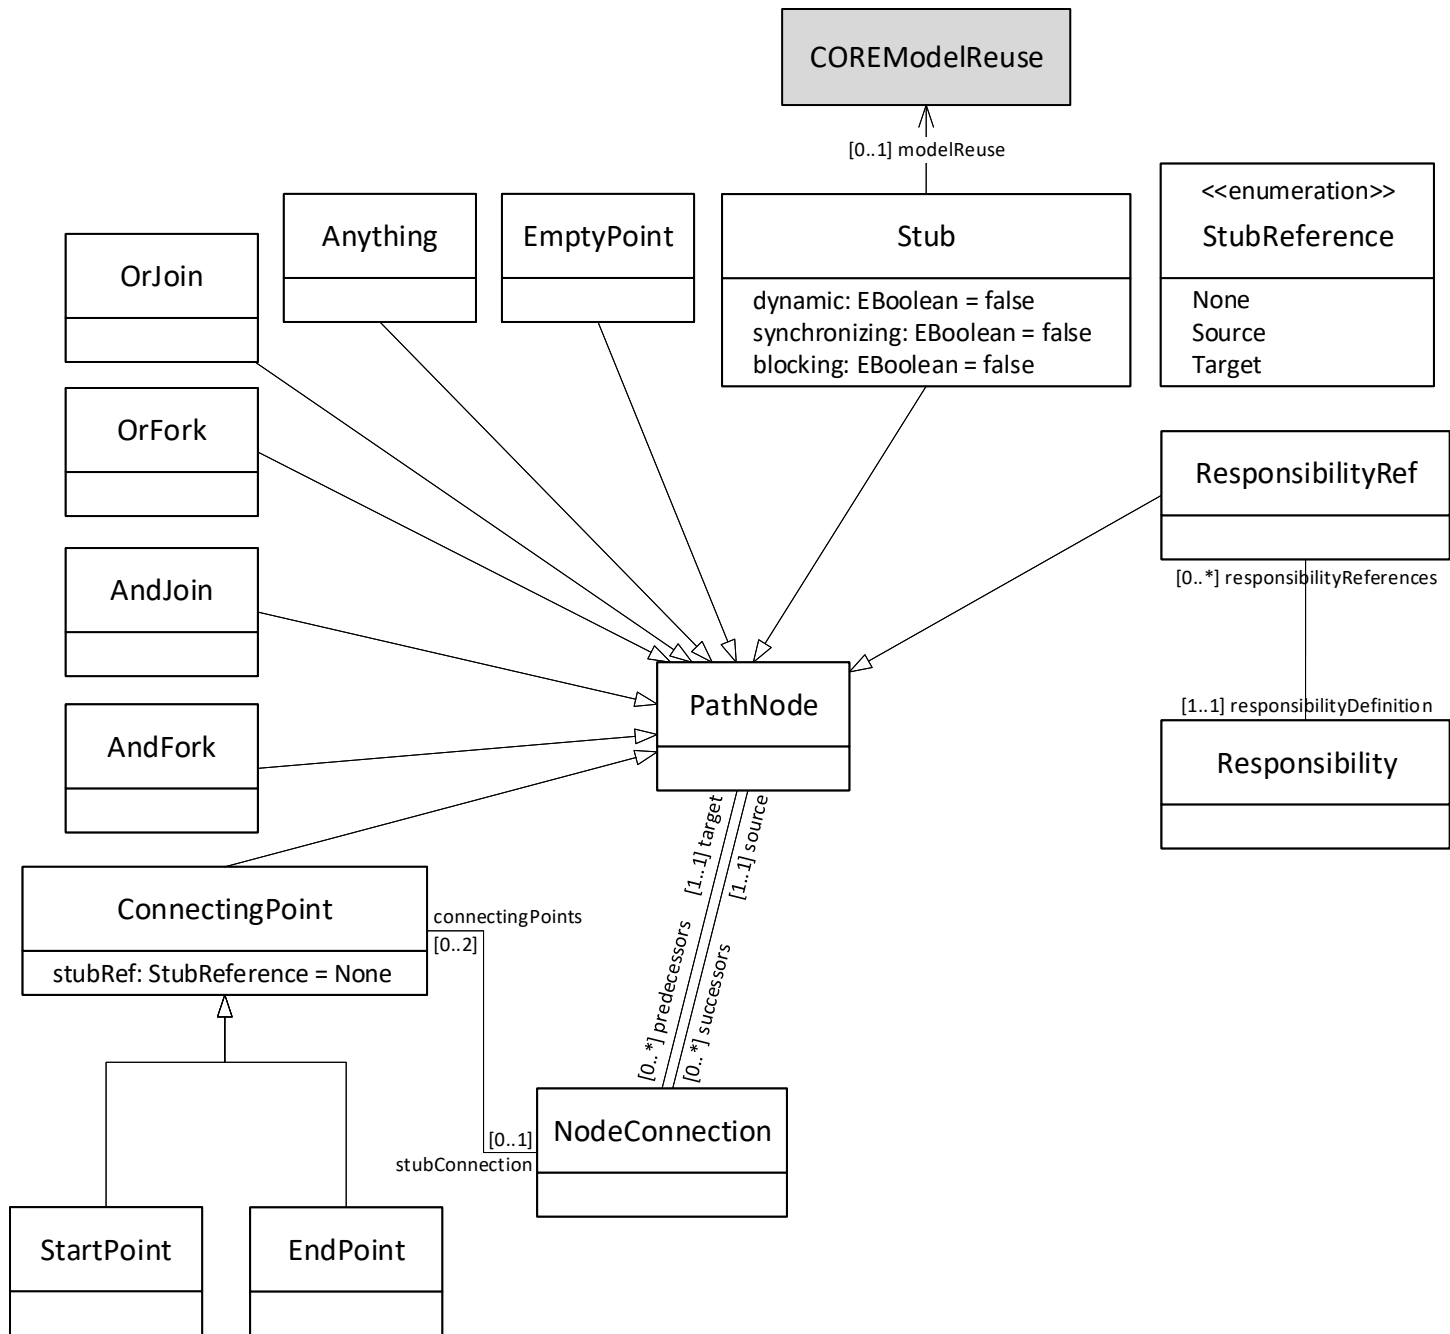 COREModelReuse
[0..1] modelReuse
<<enumeration>>
StubReference
None
Source
Target
Stub
dynamic: EBoolean = false
synchronizing: EBoolean = false
blocking: EBoolean = false
EmptyPoint
Anything
OrJoin
OrFork
AndJoin
AndFork
ResponsibilityRef
[0..*] responsibilityReferences
[1..1] responsibilityDefinition
Responsibility
PathNode
[1..1] target
[1..1] source
[0..*] predecessors
[0..*] successors
ConnectingPoint
stubRef: StubReference = None
connectingPoints
[0..2]
[0..1]
stubConnection
NodeConnection
StartPoint
EndPoint